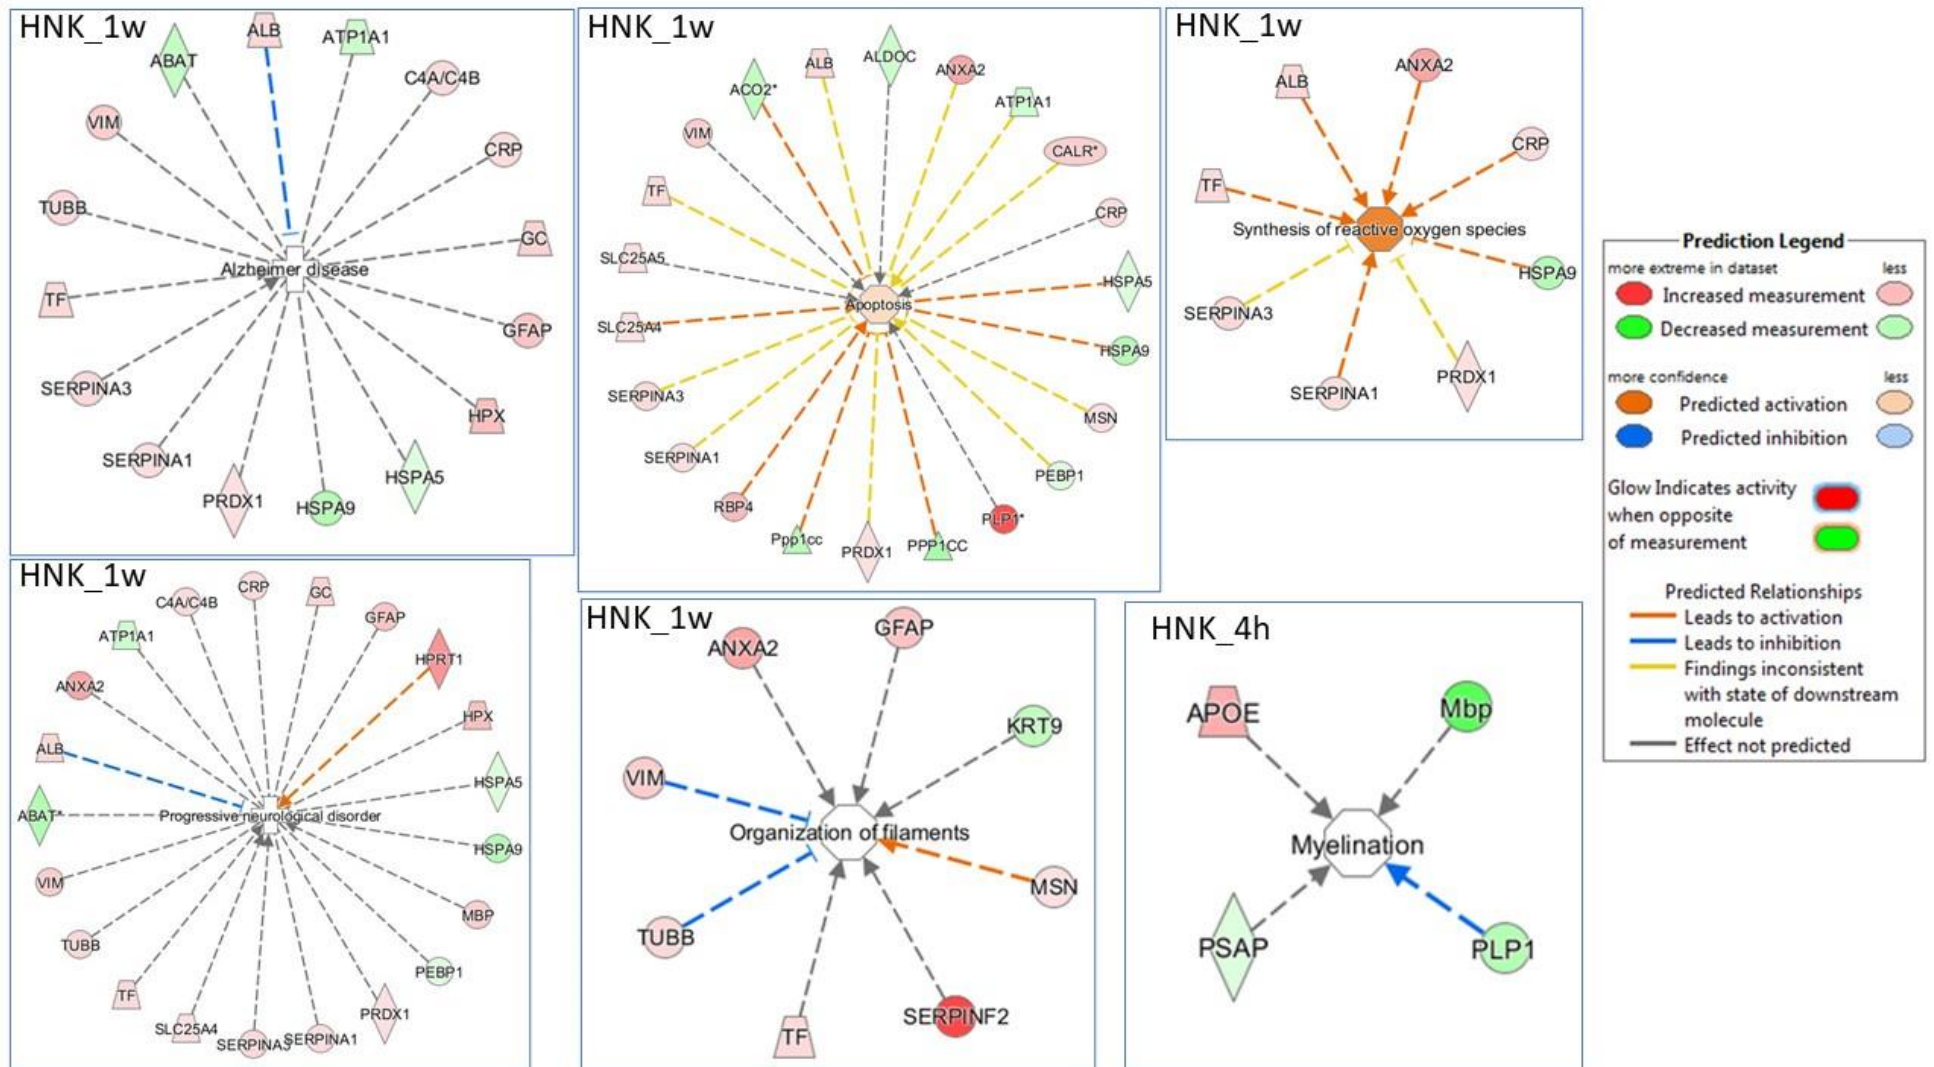 HNK_1w
ALB
ATP1A1
ABAT
C4A/C4B
VIM
CRP
TUBB
GC
Alzheimer disease
TF
GFAP
SERPINA3
HPX
SERPINA1
HSPA5
PRDX1
HSPA9
HNK_1w
ALB
ALDOC
ANXA2
ACO2*
ATP1A1
VIM
CALR*
TF
CRP
SLC25A5
HSPA5
Apoptosis
SLC25A4
HSPA9
SERPINA3
MSN
SERPINA1
PEBP1
RBP4
PLP1*
Ppp1cc
PRDX1
PPP1CC
HNK_1w
ANXA2
ALB
CRP
TF
Synthesis of reactive oxygen species
HSPA9
SERPINA3
PRDX1
SERPINA1
HNK_1w
CRP
GC
C4A/C4B
GFAP
ATP1A1
HPRT1
ANXA2
HPX
ALB
HSPA5
ABAT*
Progressive neurological disorder
HSPA9
VIM
MBP
TUBB
PEBP1
TF
PRDX1
SLC25A4
SERPINA3
SERPINA1
HNK_1w
GFAP
ANXA2
KRT9
VIM
Organization of filaments
MSN
TUBB
SERPINF2
TF
HNK_4h
APOE
Mbp
Myelination
PSAP
PLP1
Prediction Legend
more extreme in dataset less
Increased measurement
Decreased measurement
more confidence less
Predicted activation
Predicted inhibition
Glow Indicates activity
when opposite
of measurement
Predicted Relationships
Leads to activation
Leads to inhibition
Findings inconsistent
with state of downstream
molecule
Effect not predicted